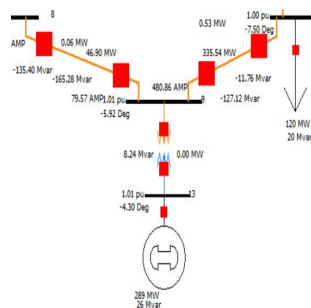 8
1
0.53 MW
1.00 pu
-7.50 Deg
AMP
0.06 MW
46.90 MW
335.54 MW
-135.40 Mvar
-165.28 Mvar
-11.76 Mvar
480.86 AMP
-127.12 Mvar
79.57 AMP
1.01 pu
9
-5.92 Deg
120 MW
20 Mvar
8.24 Mvar
0.00 MW
1.01 pu
13
-4.30 Deg
289 MW
26 Mvar